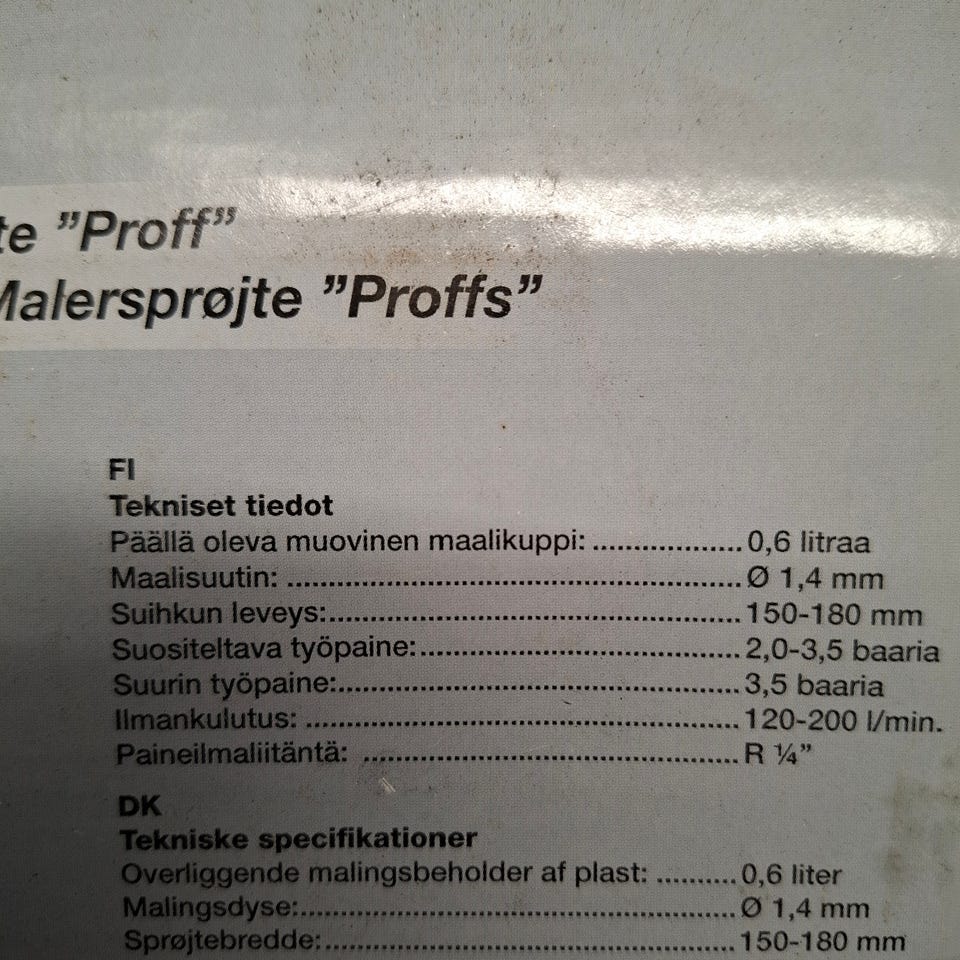 te ”Proff”
Malersprøjte ”Proffs”
FI
Tekniset tiedot
Päällä oleva muovinen maalikuppi: .................. 0,6 litraa
Maalisuutin: ....................................................... Ø 1,4 mm
Suihkun leveys:.................................................. 150-180 mm
Suositeltava työpaine:....................................... 2,0-3,5 baaria
Suurin työpaine:................................................. 3,5 baaria
Ilmankulutus: ..................................................... 120-200 l/min.
Paineilmaliitäntä: .............................................. R ¼”
DK
Tekniske specifikationer
Overliggende malingsbeholder af plast: .......... 0,6 liter
Malingsdyse:..................................................... Ø 1,4 mm
Sprøjtebredde:.................................................. 150-180 mm